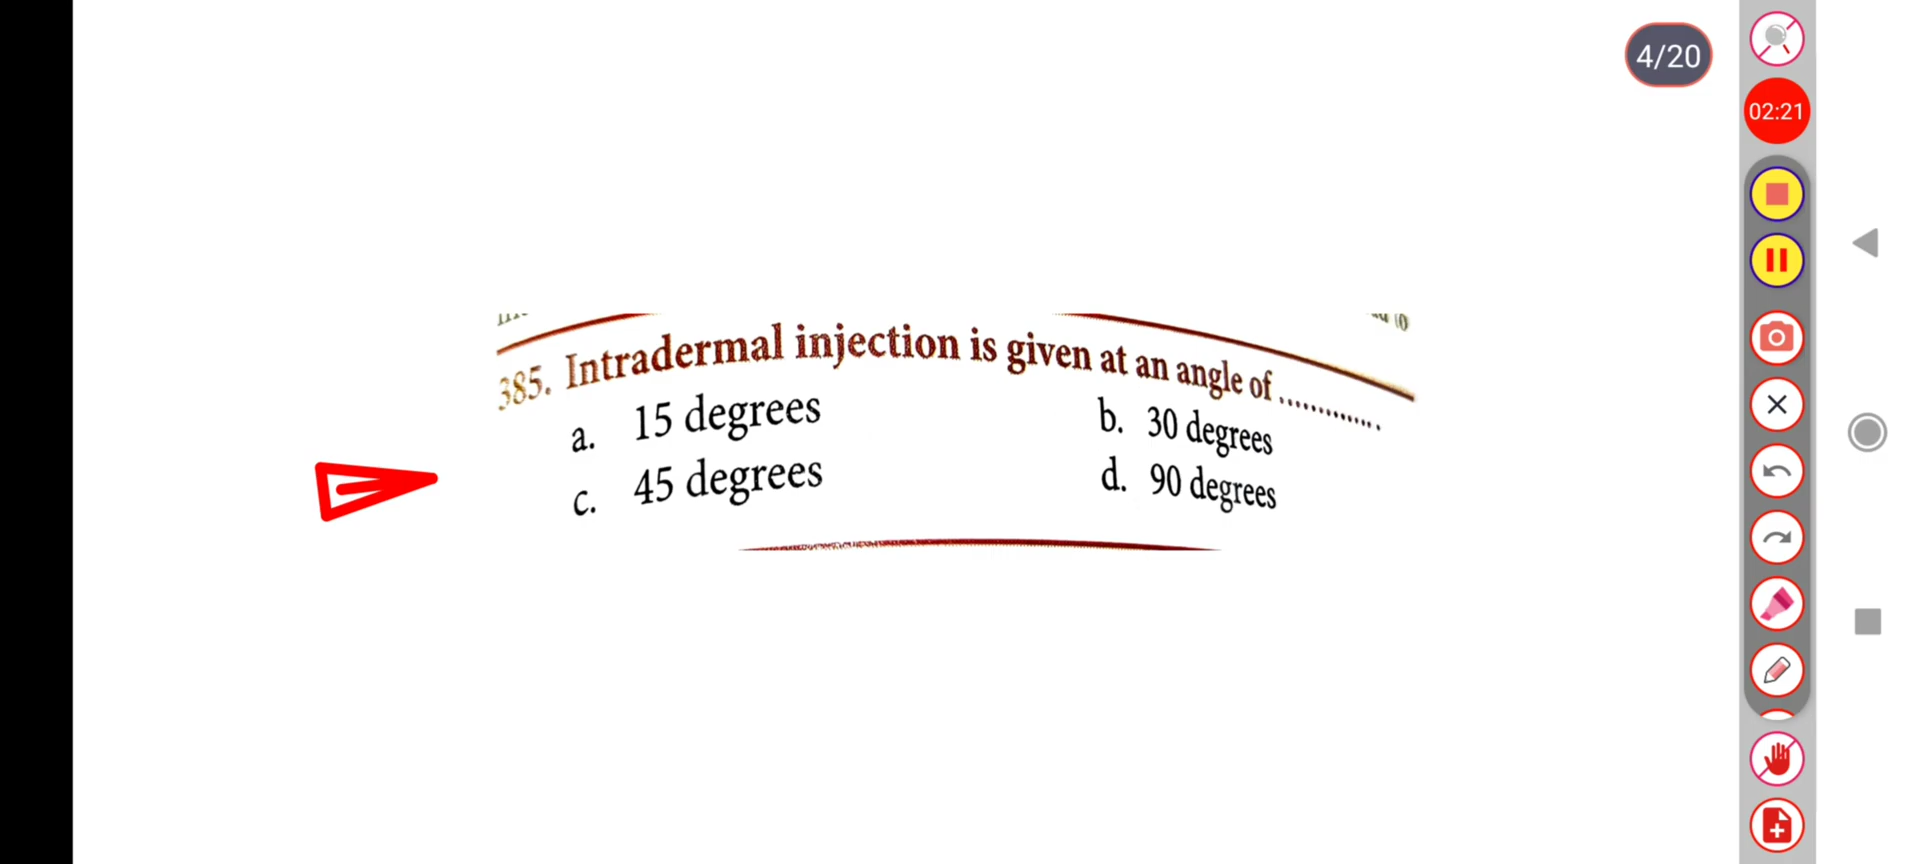 4/20
02:21
385. Intradermal injection is given at an angle of .............
a. 15 degrees
b. 30 degrees
c. 45 degrees
d. 90 degrees